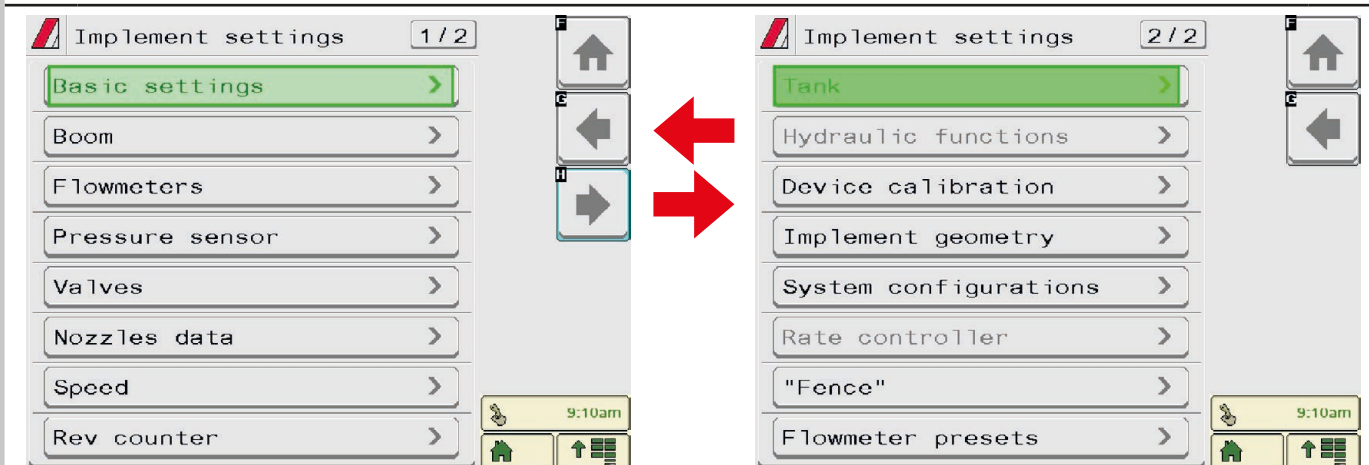 Implement settings 1/2
Basic settings
Boom
Flowmeters
Pressure sensor
Valves
Nozzles data
Speed
Rev counter
F
G
H
9:10am
Implement settings 2/2
Tank
Hydraulic functions
Device calibration
Implement geometry
System configurations
Rate controller
"Fence"
Flowmeter presets
F
G
9:10am